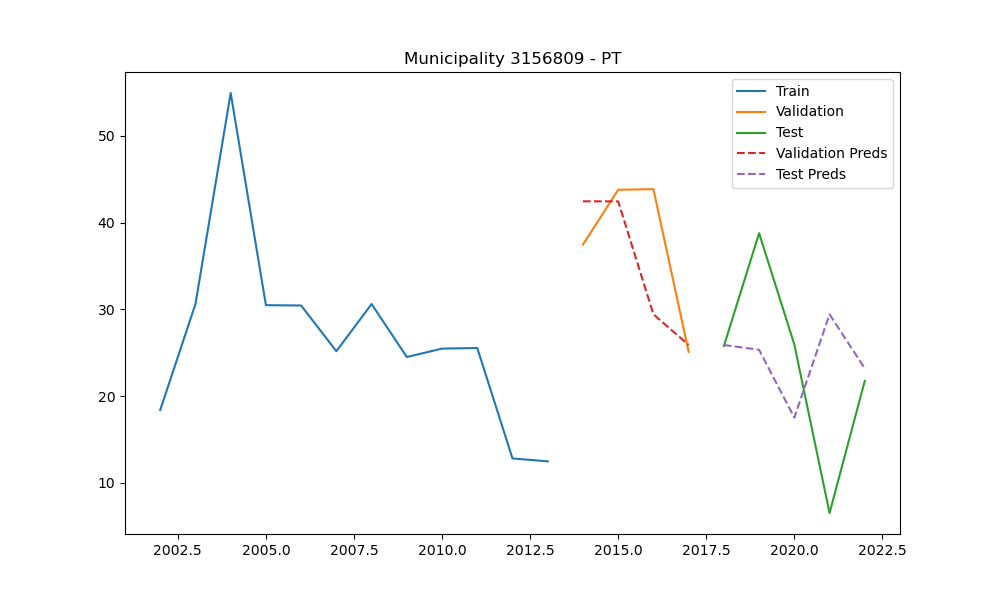 Municipality 3156809 - PT
Train
Validation
Test
Validation Preds
Test Preds
50
40
30
20
10
2002.5 2005.0 2007.5 2010.0 2012.5 2015.0 2017.5 2020.0 2022.5